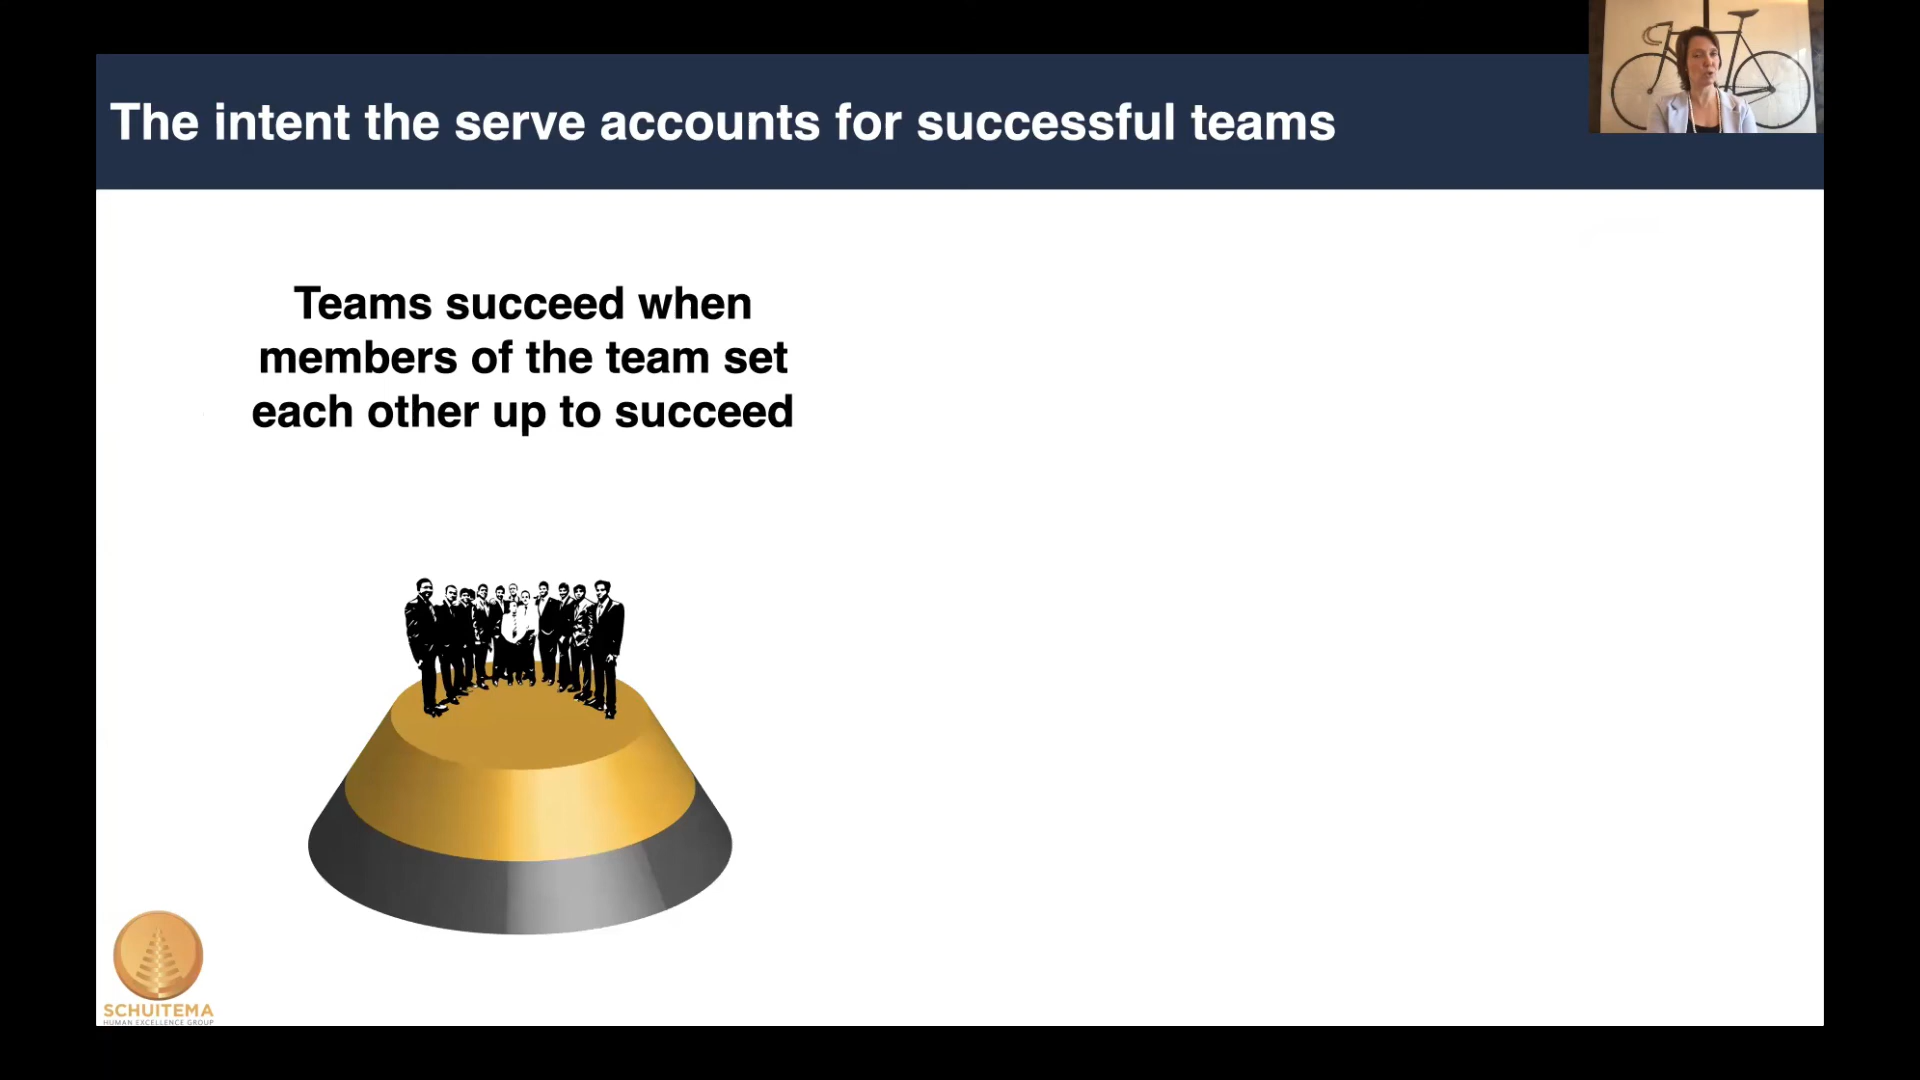 The intent the serve accounts for successful teams
Teams succeed when
members of the team set
each other up to succeed
SCHUITEMA
HUMAN EXCELLENCE GROUP